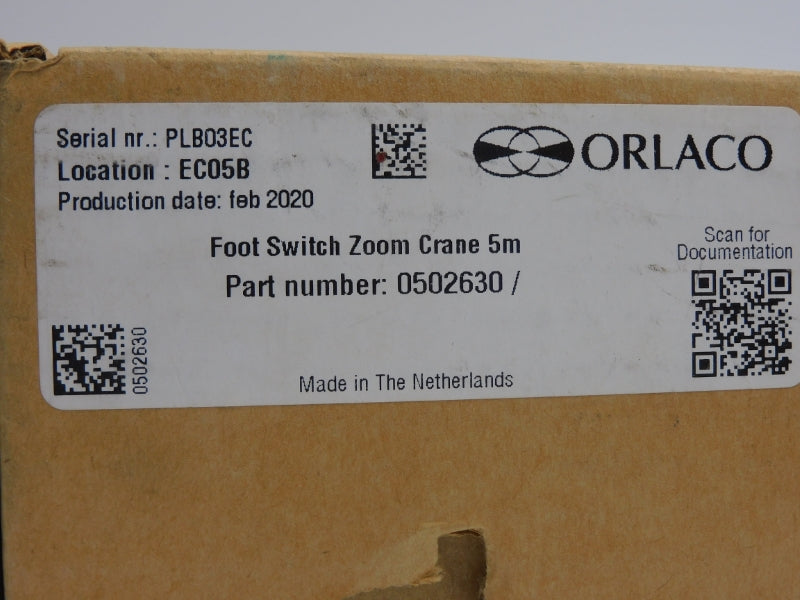 Serial nr.: PLB03EC
Location : EC05B
Production date: feb 2020
ORLACO
Foot Switch Zoom Crane 5m
Part number: 0502630 /
Scan for
Documentation
0502630
Made in The Netherlands